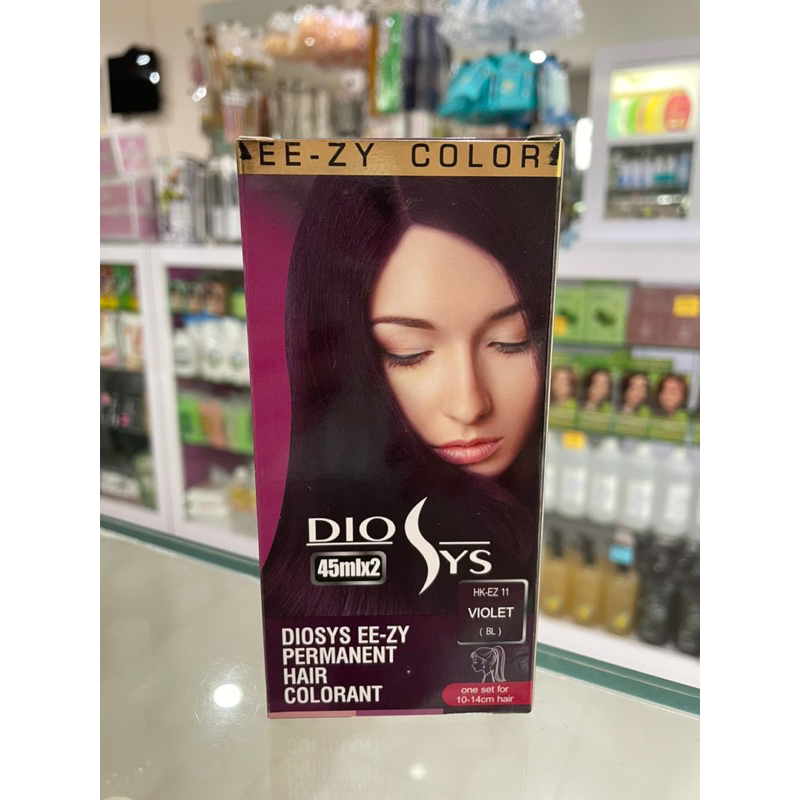 EE-ZY COLOR
DIOSYS
45mlx2
HK-EZ 11
VIOLET
( BL )
DIOSYS EE-ZY
PERMANENT
HAIR
COLORANT
one set for
10-14cm hair